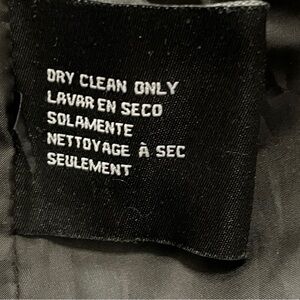 DRY CLEAN ONLY
LAVAR EN SECO
SOLAMENTE
NETTOYAGE À SEC
SEULEMENT